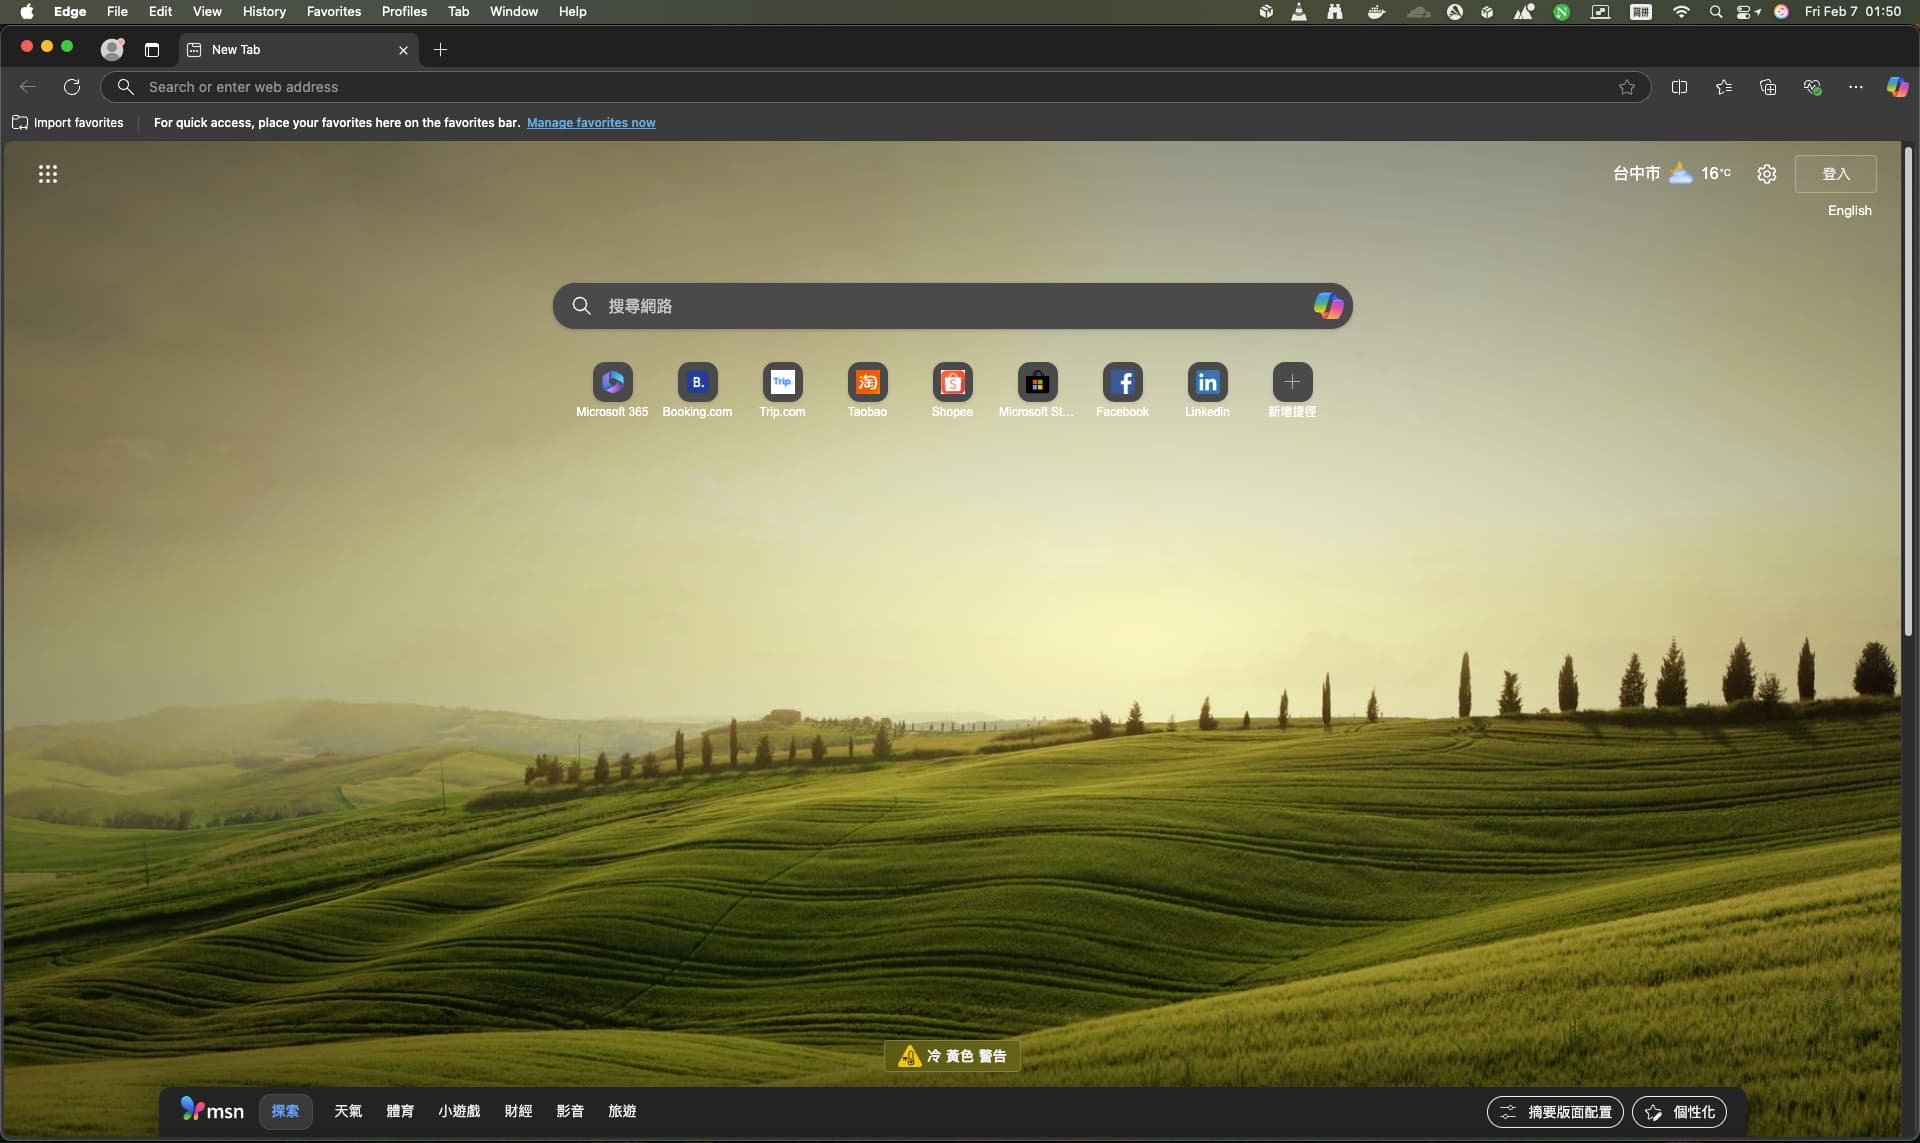 Edge File Edit View History Favorites Profiles Tab Window Help
N 简拼 Fri Feb 7 01:50
New Tab
Search or enter web address
Import favorites For quick access, place your favorites here on the favorites bar. Manage favorites now
台中市 16°C 登入
English
搜尋網路
B. Trip. 淘 S f in
Microsoft 365 Booking.com Trip.com Taobao Shopee Microsoft St... Facebook Linkedin 新增捷徑
冷 黃色 警告
msn 探索 天氣 體育 小遊戲 財經 影音 旅遊 摘要版面配置 個性化